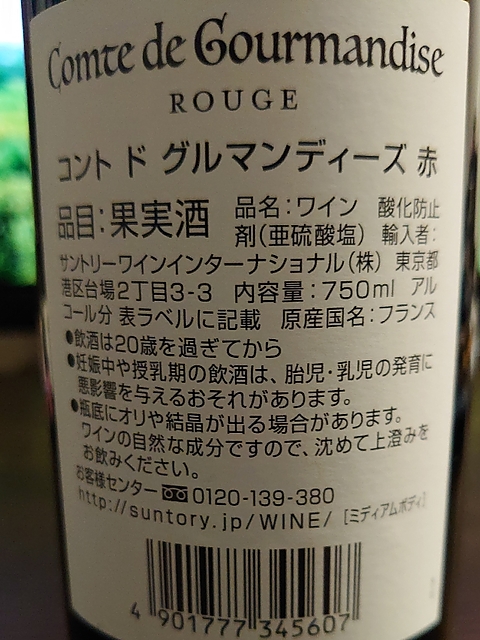 Comte de Gourmandise
ROUGE
コント ド グルマンディーズ 赤
品目:果実酒 品名:ワイン 酸化防止
剤(亜硫酸塩) 輸入者:
サントリーワインインターナショナル(株) 東京都
港区台場2丁目3-3 内容量:750ml アル
コール分 表ラベルに記載 原産国名:フランス
●飲酒は20歳を過ぎてから
●妊娠中や授乳期の飲酒は、胎児・乳児の発育に
悪影響を与えるおそれがあります。
●瓶底にオリや結晶が出る場合があります。
ワインの自然な成分ですので、沈めて上澄みを
お飲みください。
お客様センター 0120-139-380
http://suntory.jp/WINE/ [ミディアムボディ]
4 901777 345607